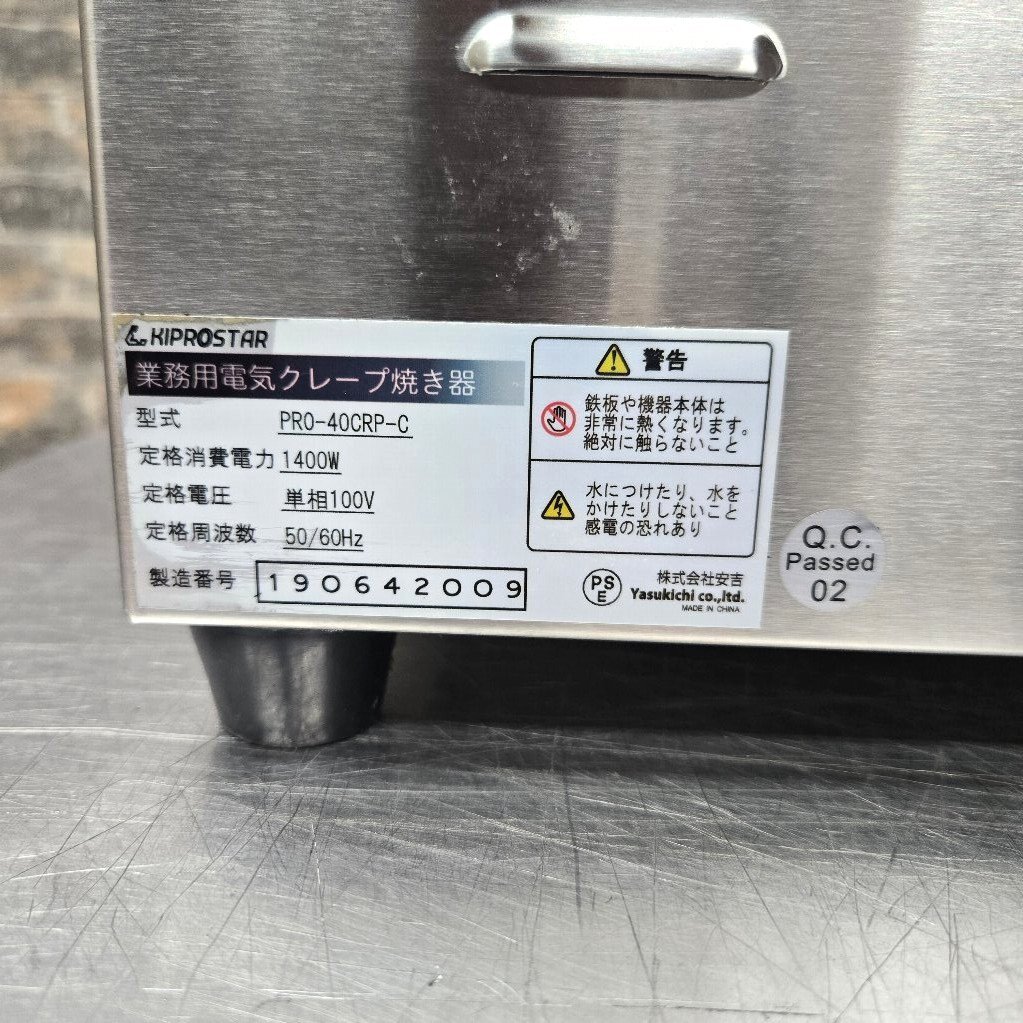 KIPROSTAR
業務用電気クレープ焼き器
型式 PRO-40CRP-C
定格消費電力 1400W
定格電圧 単相100V
定格周波数 50/60Hz
製造番号 190642009
警告
鉄板や機器本体は
非常に熱くなります。
絶対に触らないこと
水につけたり、水を
かけたりしないこと
感電の恐れあり
PS
E
株式会社安吉
Yasukichi co.,ltd.
MADE IN CHINA
Q.C.
Passed
02